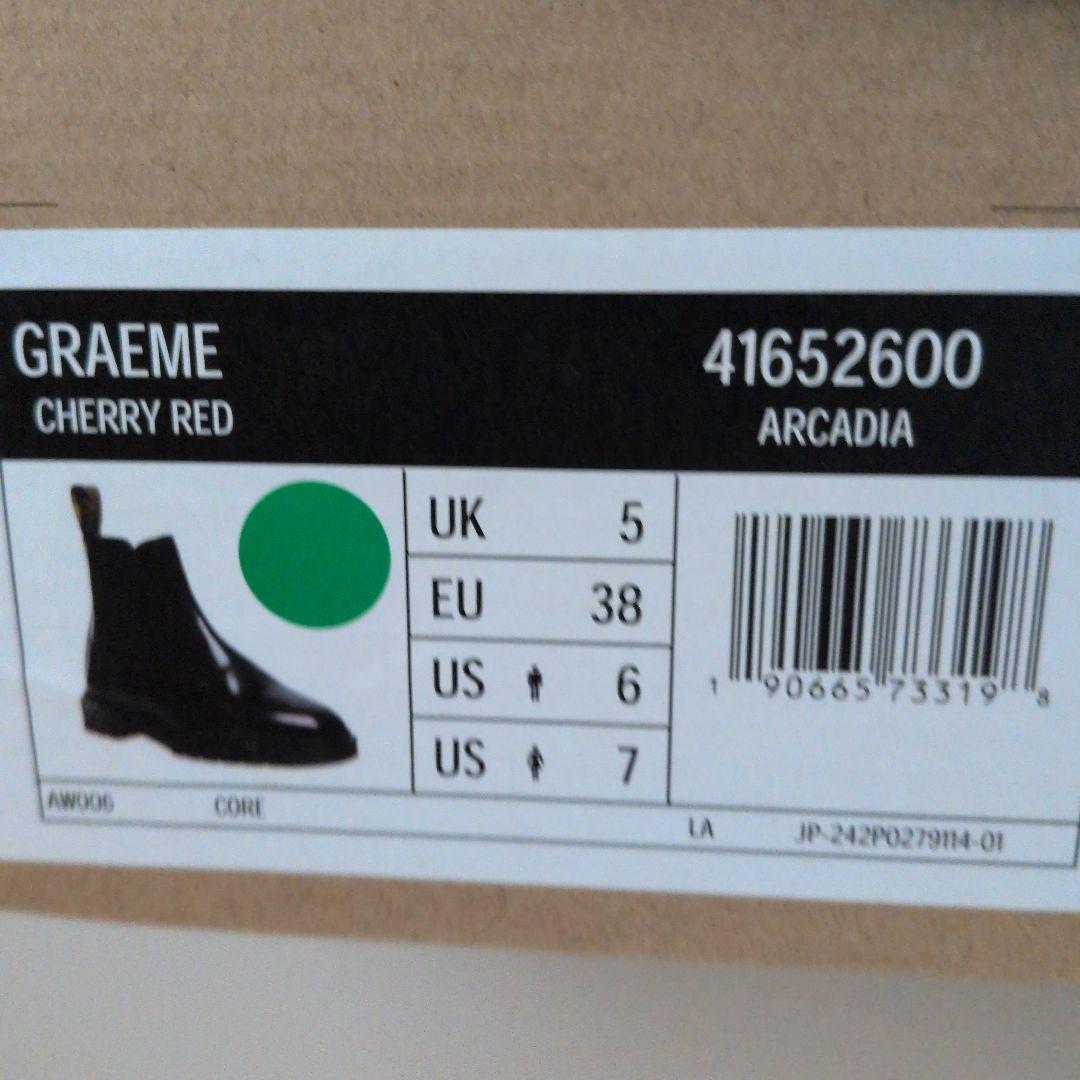 GRAEME
CHERRY RED
41652600
ARCADIA
UK 5
EU 38
US 6
US 7
1 90665 73319 8
AW006 CORE
LA JP-242P0279114-01